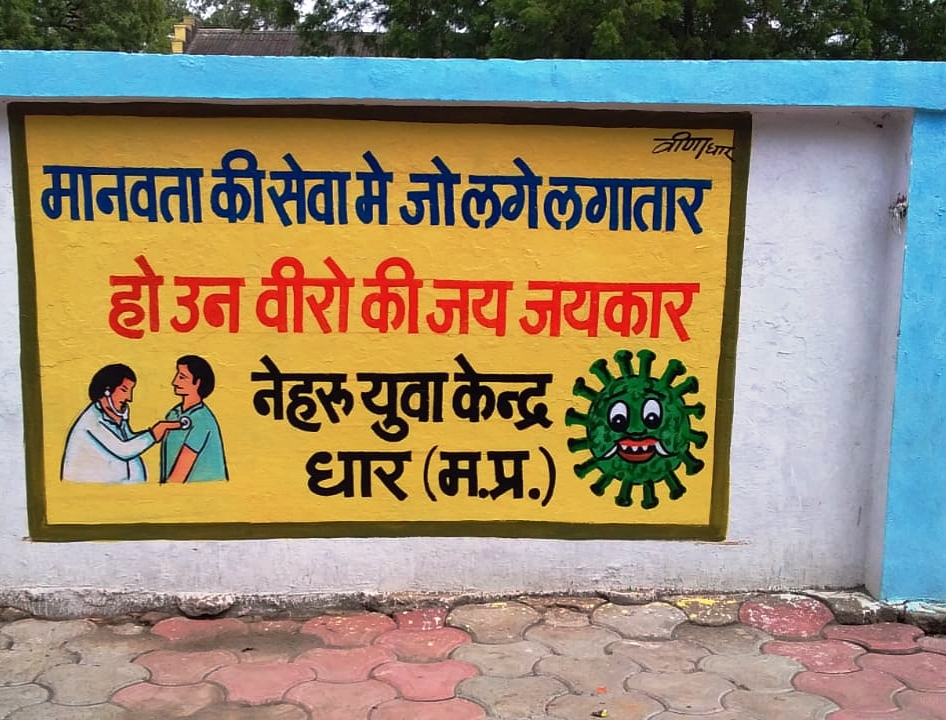 वीणा धार
मानवता की सेवा मे जो लगे लगातार
हो उन वीरो की जय जयकार
नेहरू युवा केन्द्र
धार (म.प्र.)